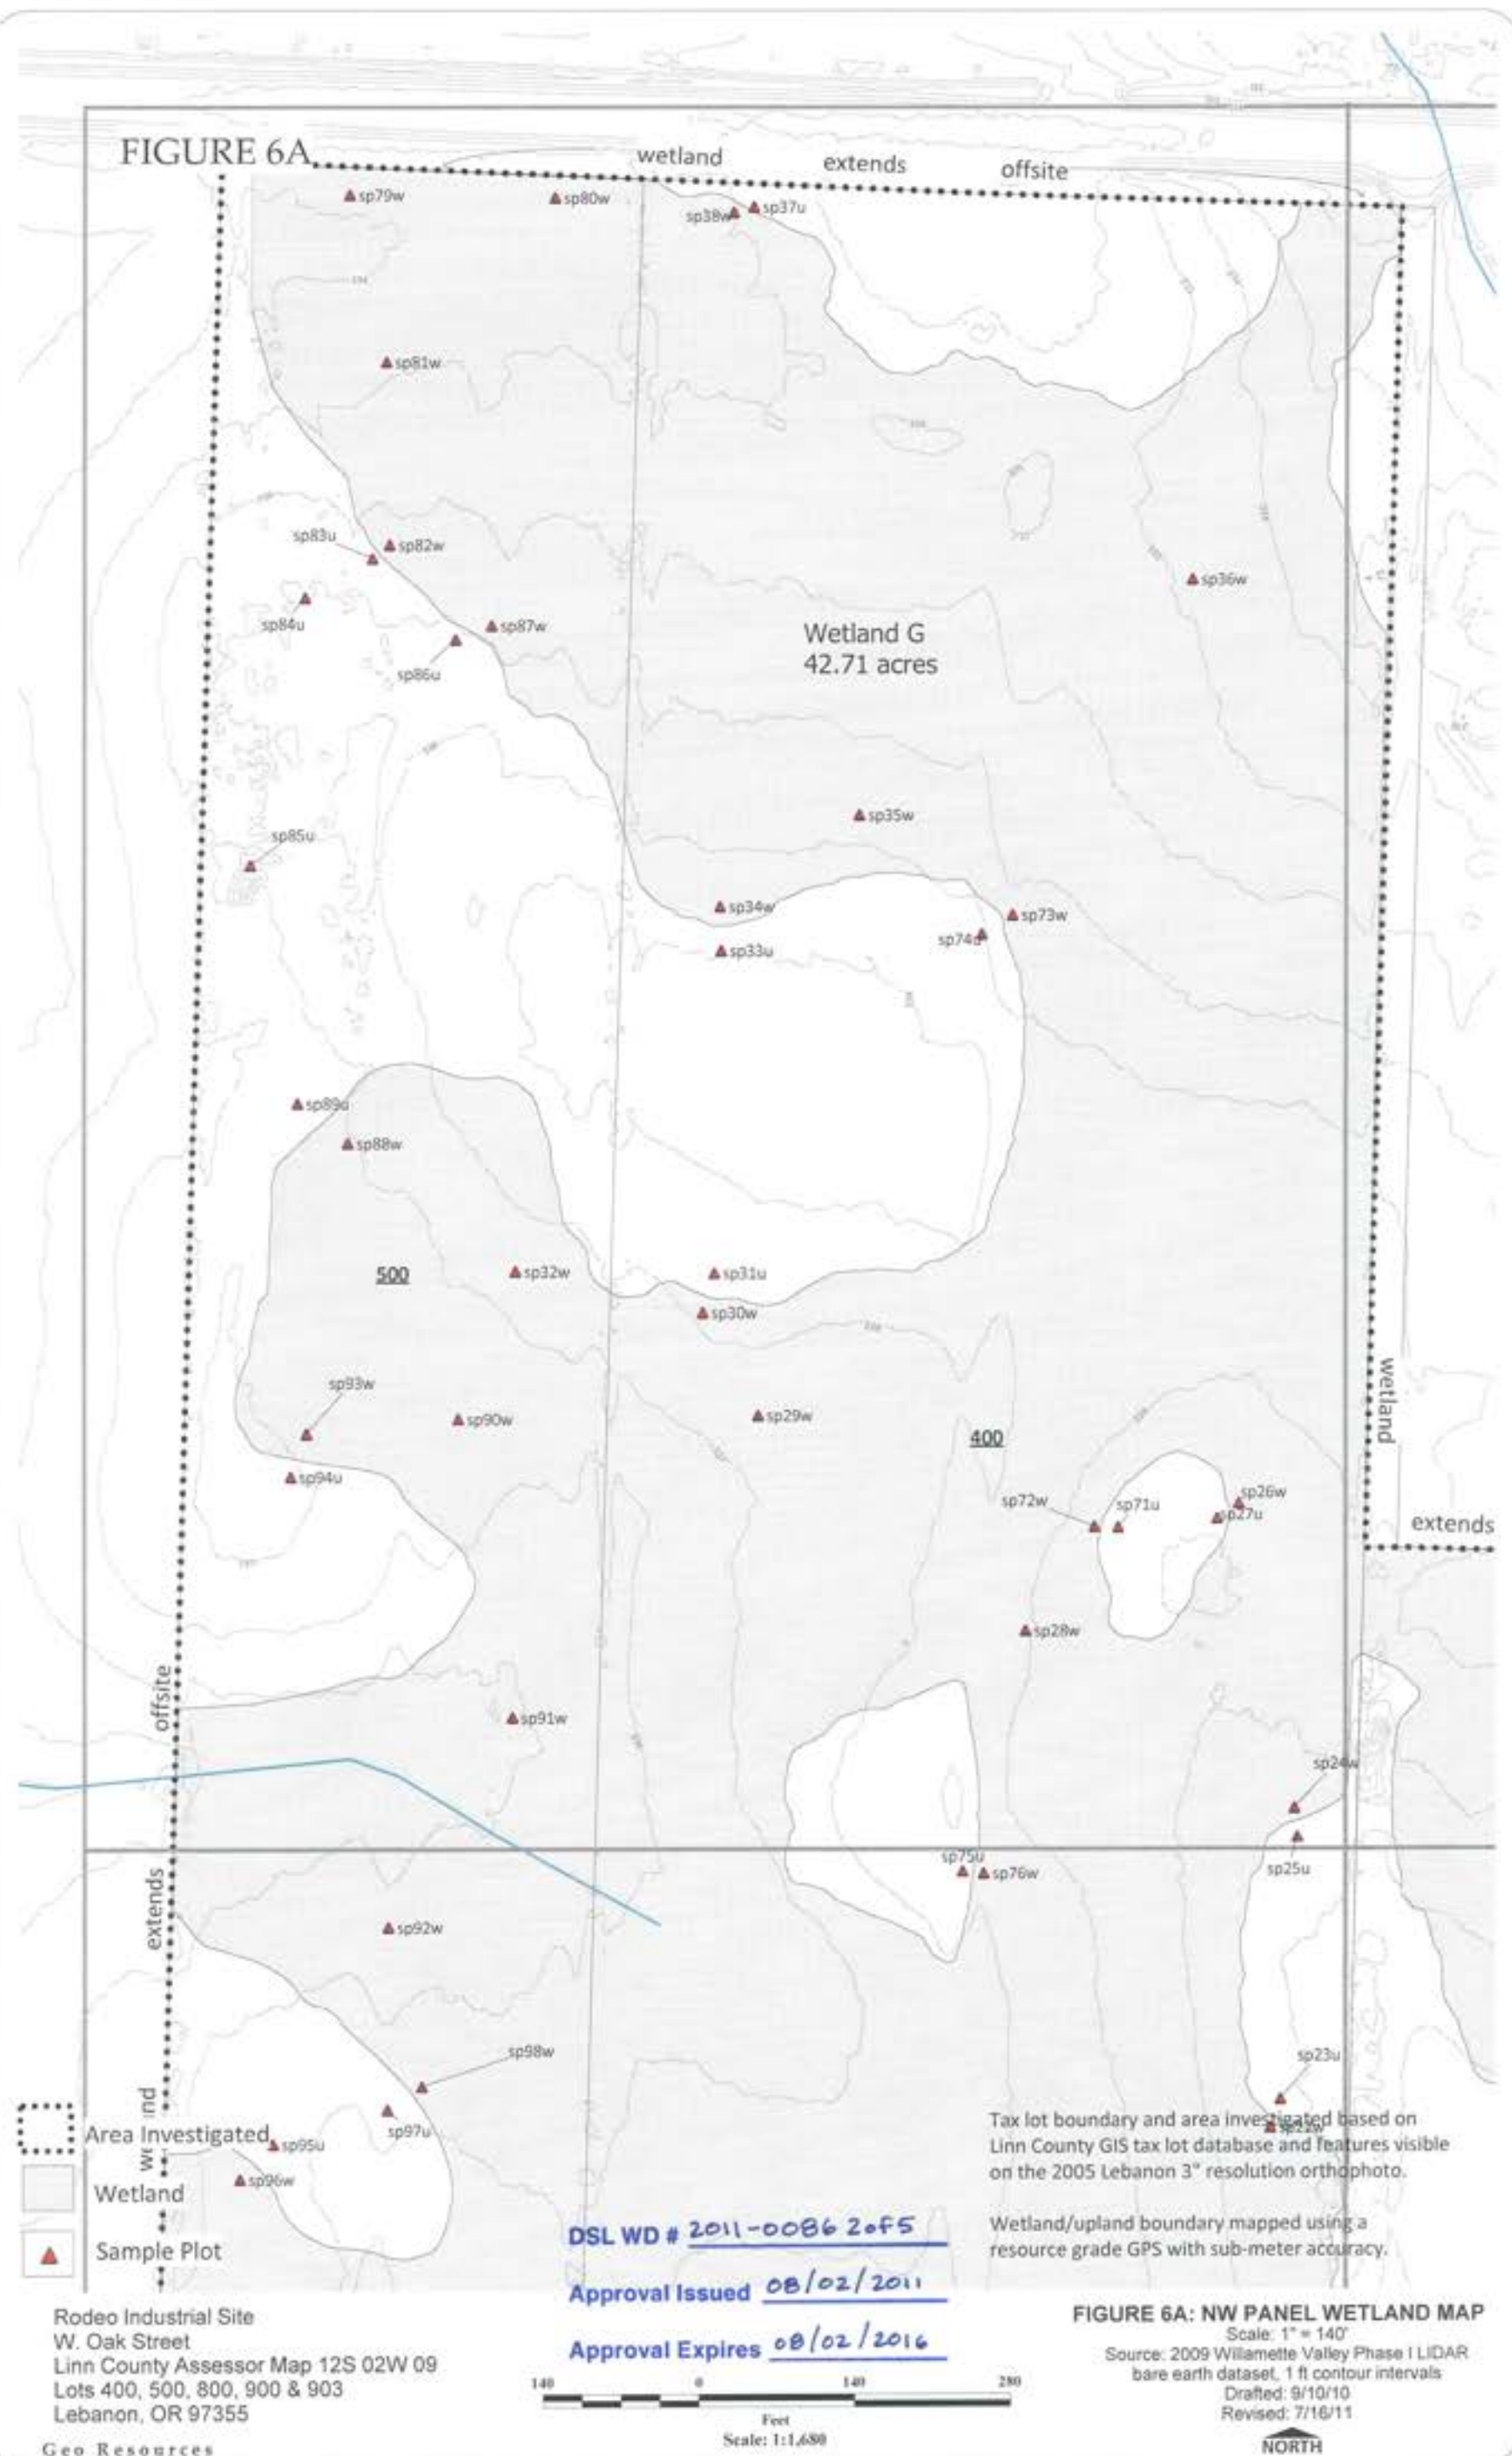 FIGURE 6A
wetland extends offsite
sp79w
sp80w
sp38w
sp37u
sp81w
sp83u
sp82w
sp36w
sp84u
sp87w
sp86u
Wetland G
42.71 acres
sp35w
sp85u
sp34w
sp73w
sp74u
sp33u
sp89u
sp88w
500
sp32w
sp31u
sp30w
sp93w
sp90w
sp29w
400
wetland
sp94u
sp72w
sp71u
sp26w
sp27u
extends
sp28w
offsite
sp91w
sp24w
sp75u
sp76w
sp25u
extends
sp92w
sp98w
sp23u
sp97u
sp95u
sp96w
Area Investigated
Wetland
Sample Plot
Tax lot boundary and area investigated based on
Linn County GIS tax lot database and features visible
on the 2005 Lebanon 3" resolution orthophoto.
Wetland/upland boundary mapped using a
resource grade GPS with sub-meter accuracy.
DSL WD # 2011-0086 2of5
Approval Issued 08/02/2011
Approval Expires 08/02/2016
Rodeo Industrial Site
W. Oak Street
Linn County Assessor Map 12S 02W 09
Lots 400, 500, 800, 900 & 903
Lebanon, OR 97355
Geo Resources
140 0 140 280
Feet
Scale: 1:1,680
FIGURE 6A: NW PANEL WETLAND MAP
Scale: 1" = 140'
Source: 2009 Willamette Valley Phase I LIDAR
bare earth dataset, 1 ft contour intervals
Drafted: 9/10/10
Revised: 7/16/11
NORTH